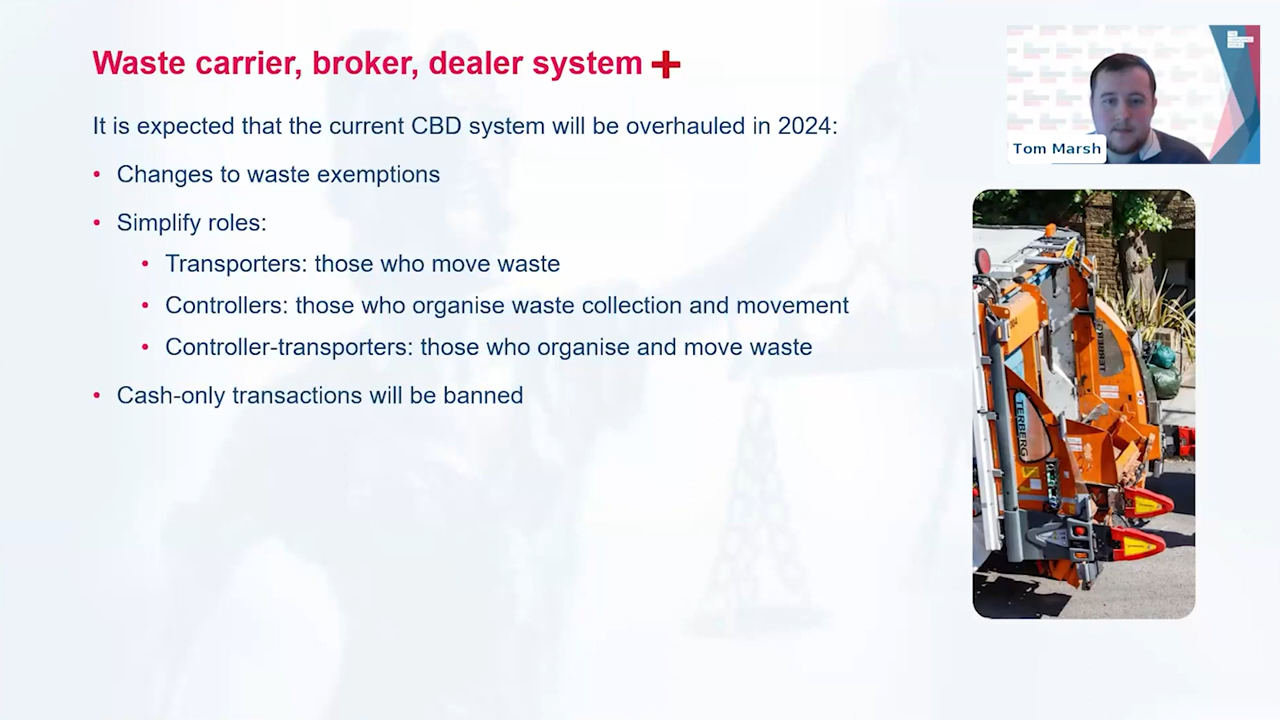 Waste carrier, broker, dealer system
It is expected that the current CBD system will be overhauled in 2024:
• Changes to waste exemptions
• Simplify roles:
• Transporters: those who move waste
• Controllers: those who organise waste collection and movement
• Controller-transporters: those who organise and move waste
• Cash-only transactions will be banned
Tom Marsh
TERBERG
TERBERG